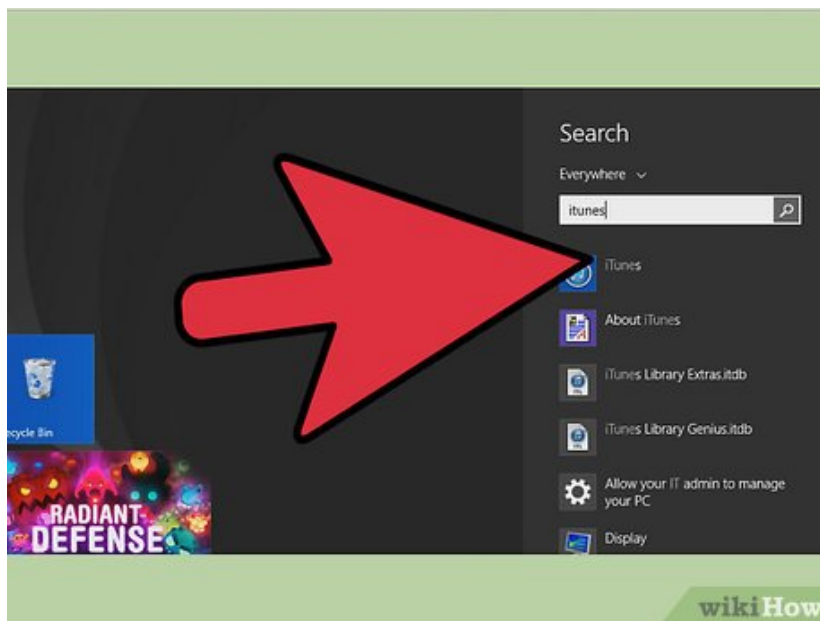 Search
Everywhere
itunes
iTunes
About iTunes
iTunes Library Extras.itdb
iTunes Library Genius.itdb
Allow your IT admin to manage
your PC
Display
ecycle Bin
RADIANT
DEFENSE
wikiHow